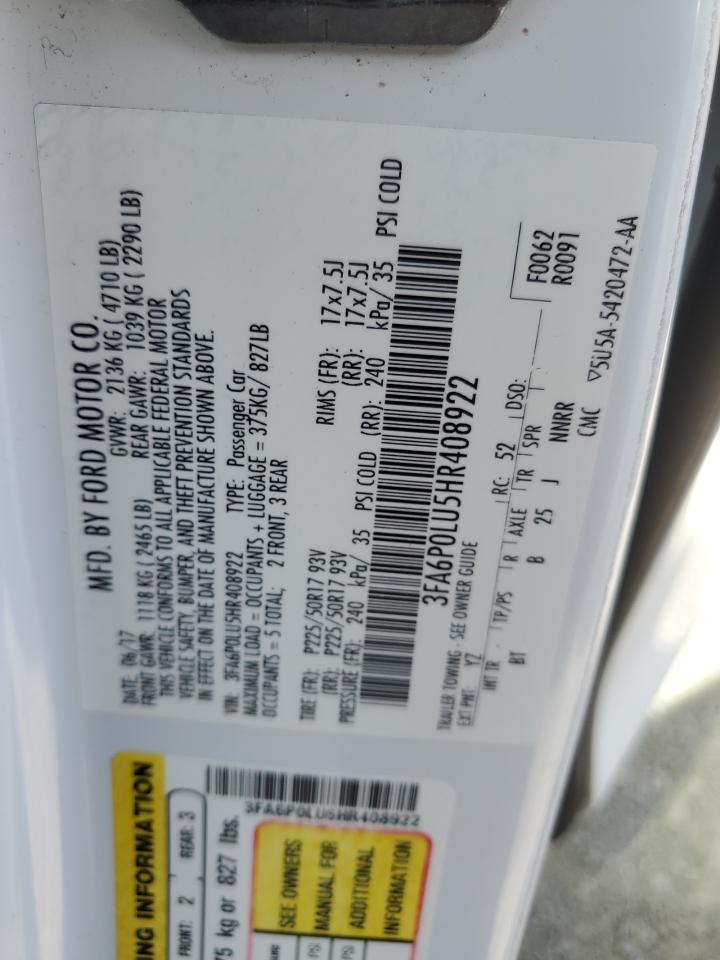 MFD. BY FORD MOTOR CO.
DATE: 06/17 GVWR: 2136 KG ( 4710 LB)
FRONT GAWR: 1118 KG ( 2465 LB) REAR GAWR: 1039 KG ( 2290 LB)
THIS VEHICLE CONFORMS TO ALL APPLICABLE FEDERAL MOTOR
VEHICLE SAFETY, BUMPER, AND THEFT PREVENTION STANDARDS
IN EFFECT ON THE DATE OF MANUFACTURE SHOWN ABOVE.
VIN: 3FA6P0LU5HR408922 TYPE: Passenger Car
MAXIMUM LOAD = OCCUPANTS + LUGGAGE = 375KG/ 827LB
OCCUPANTS = 5 TOTAL; 2 FRONT, 3 REAR
TIRE (FR): P225/50R17 93V RIMS (FR): 17x7.5J
(RR): P225/50R17 93V (RR): 17x7.5J
PRESSURE (FR): 240 kPa/ 35 PSI COLD (RR): 240 kPa/ 35 PSI COLD
3FA6P0LU5HR408922
TRAILER TOWING - SEE OWNER GUIDE
EXT PNT: YZ RC: 52 DSO: F0062
R0091
INT TR TP/PS R AXLE TR SPR
BT B 25 J NNRR
CMC ▽5U5A-5420472-AA
3FA6P0LU5HR408922
ING INFORMATION
FRONT: 2 REAR: 3
75 kg or 827 lbs.
SEE OWNERS
MANUAL FOR
ADDITIONAL
INFORMATION
PSI
PSI